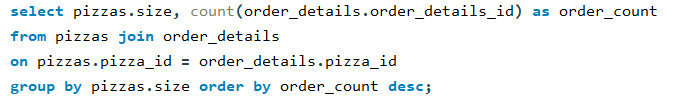 select pizzas.size, count(order_details.order_details_id) as order_count
from pizzas join order_details
on pizzas.pizza_id = order_details.pizza_id
group by pizzas.size order by order_count desc;